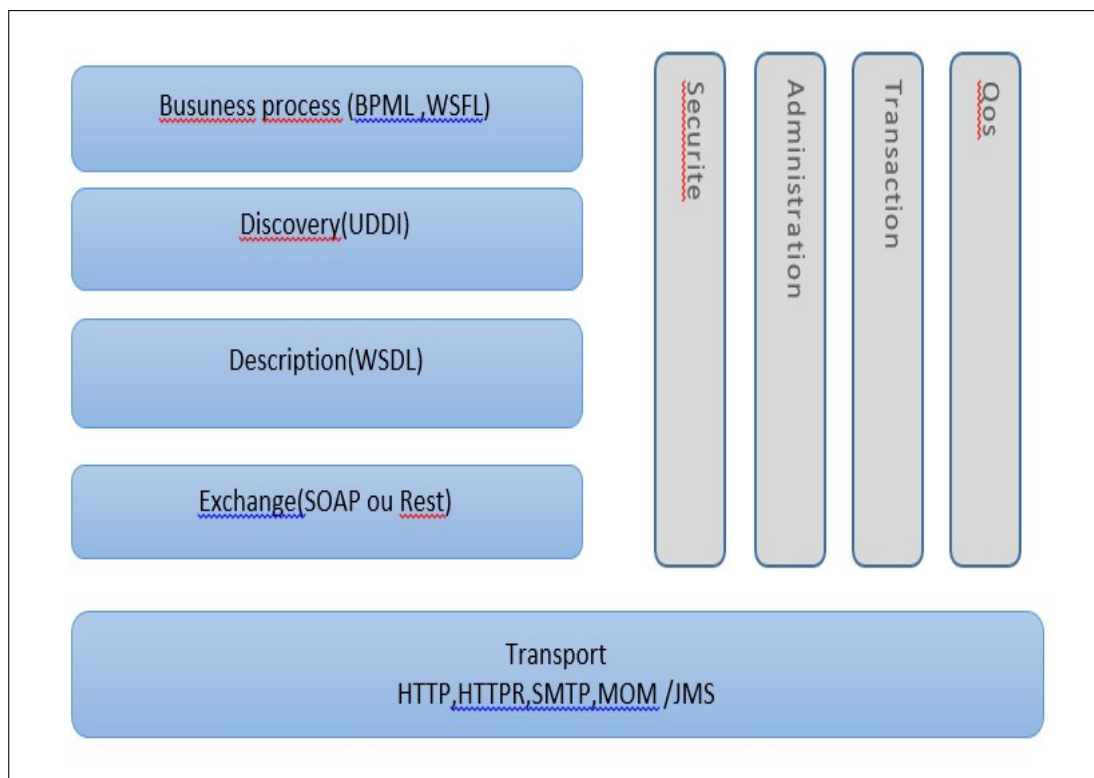 Busuness process (BPML ,WSFL)
Discovery(UDDI)
Description(WSDL)
Exchange(SOAP ou Rest)
Securite
Administration
Transaction
Qos
Transport
HTTP,HTTPR,SMTP,MOM /JMS